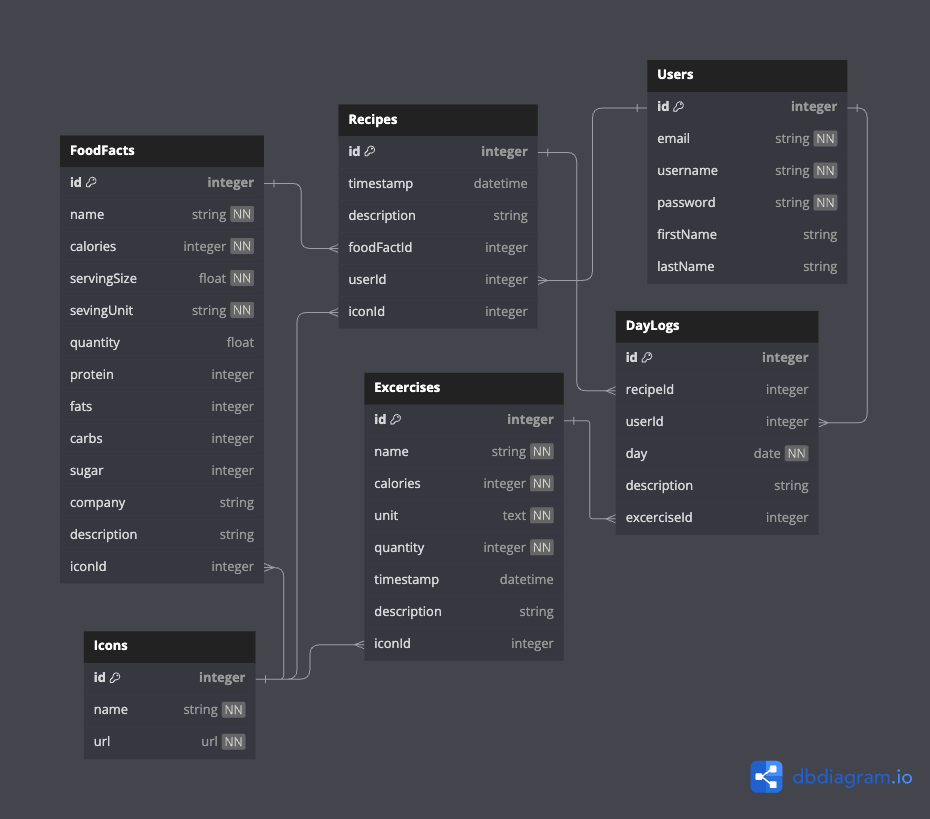 FoodFacts
id integer
name string NN
calories integer NN
servingSize float NN
sevingUnit string NN
quantity float
protein integer
fats integer
carbs integer
sugar integer
company string
description string
iconId integer
Icons
id integer
name string NN
url url NN
Recipes
id integer
timestamp datetime
description string
foodFactId integer
userId integer
iconId integer
Excercises
id integer
name string NN
calories integer NN
unit text NN
quantity integer NN
timestamp datetime
description string
iconId integer
Users
id integer
email string NN
username string NN
password string NN
firstName string
lastName string
DayLogs
id integer
recipeId integer
userId integer
day date NN
description string
excerciseId integer
dbdiagram.io